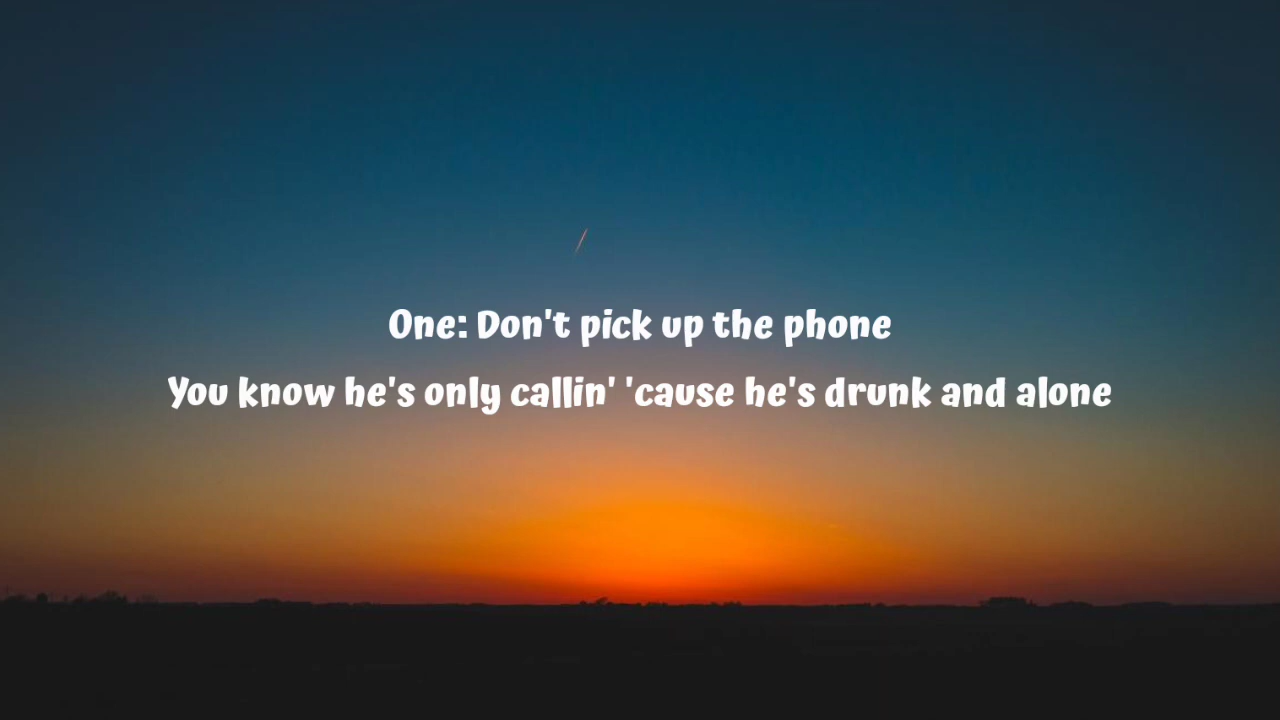 One: Don't pick up the phone
You know he's only callin' 'cause he's drunk and alone